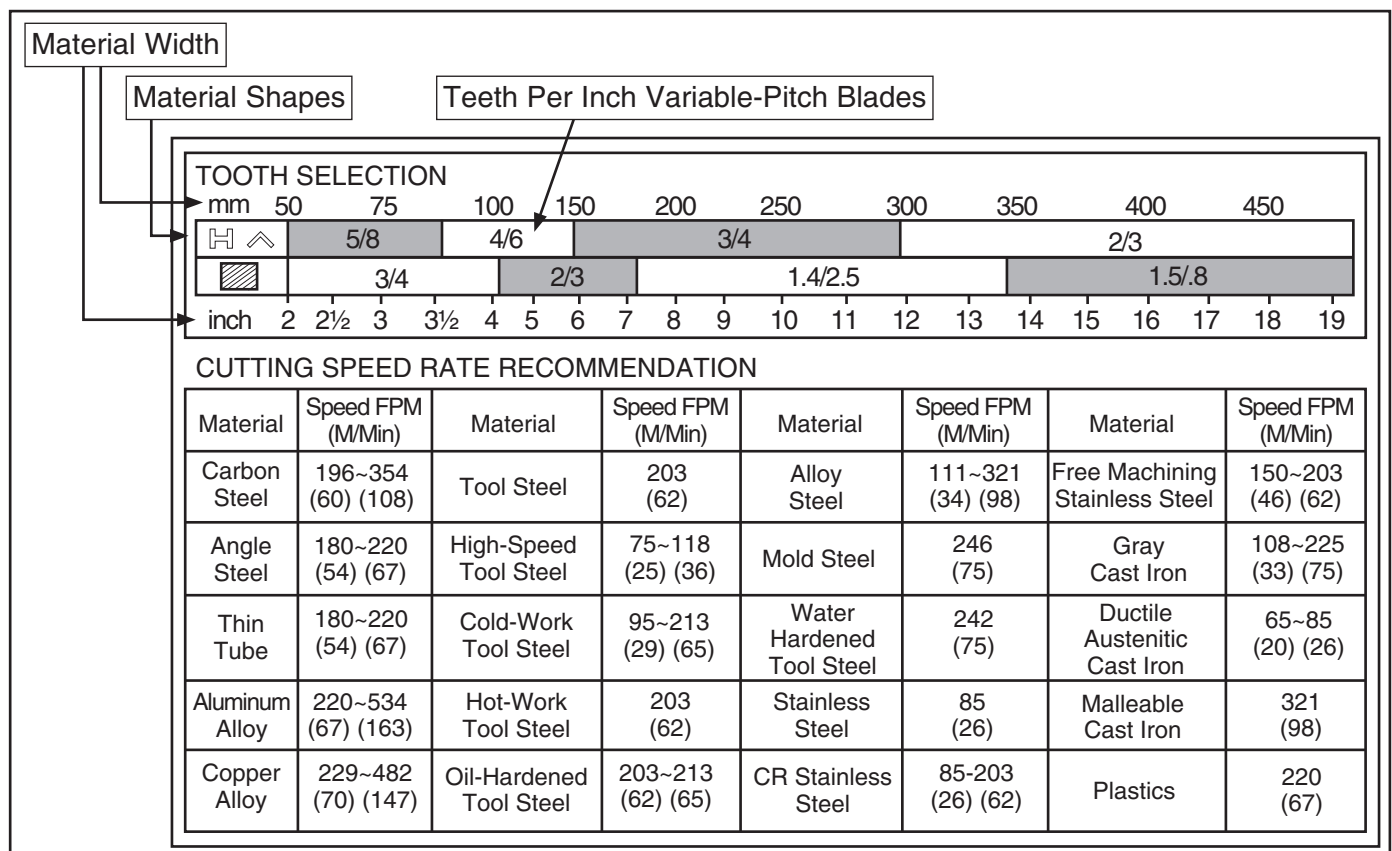 Material Width
Material Shapes
Teeth Per Inch Variable-Pitch Blades
TOOTH SELECTION
mm 50 75 100 150 200 250 300 350 400 450
5/8 4/6 3/4 2/3
3/4 2/3 1.4/2.5 1.5/.8
inch 2 2½ 3 3½ 4 5 6 7 8 9 10 11 12 13 14 15 16 17 18 19
CUTTING SPEED RATE RECOMMENDATION
Material
Speed FPM
(M/Min)
Material
Speed FPM
(M/Min)
Material
Speed FPM
(M/Min)
Material
Speed FPM
(M/Min)
Carbon
Steel
196~354
(60) (108)
Tool Steel
203
(62)
Alloy
Steel
111~321
(34) (98)
Free Machining
Stainless Steel
150~203
(46) (62)
Angle
Steel
180~220
(54) (67)
High-Speed
Tool Steel
75~118
(25) (36)
Mold Steel
246
(75)
Gray
Cast Iron
108~225
(33) (75)
Thin
Tube
180~220
(54) (67)
Cold-Work
Tool Steel
95~213
(29) (65)
Water
Hardened
Tool Steel
242
(75)
Ductile
Austenitic
Cast Iron
65~85
(20) (26)
Aluminum
Alloy
220~534
(67) (163)
Hot-Work
Tool Steel
203
(62)
Stainless
Steel
85
(26)
Malleable
Cast Iron
321
(98)
Copper
Alloy
229~482
(70) (147)
Oil-Hardened
Tool Steel
203~213
(62) (65)
CR Stainless
Steel
85-203
(26) (62)
Plastics
220
(67)